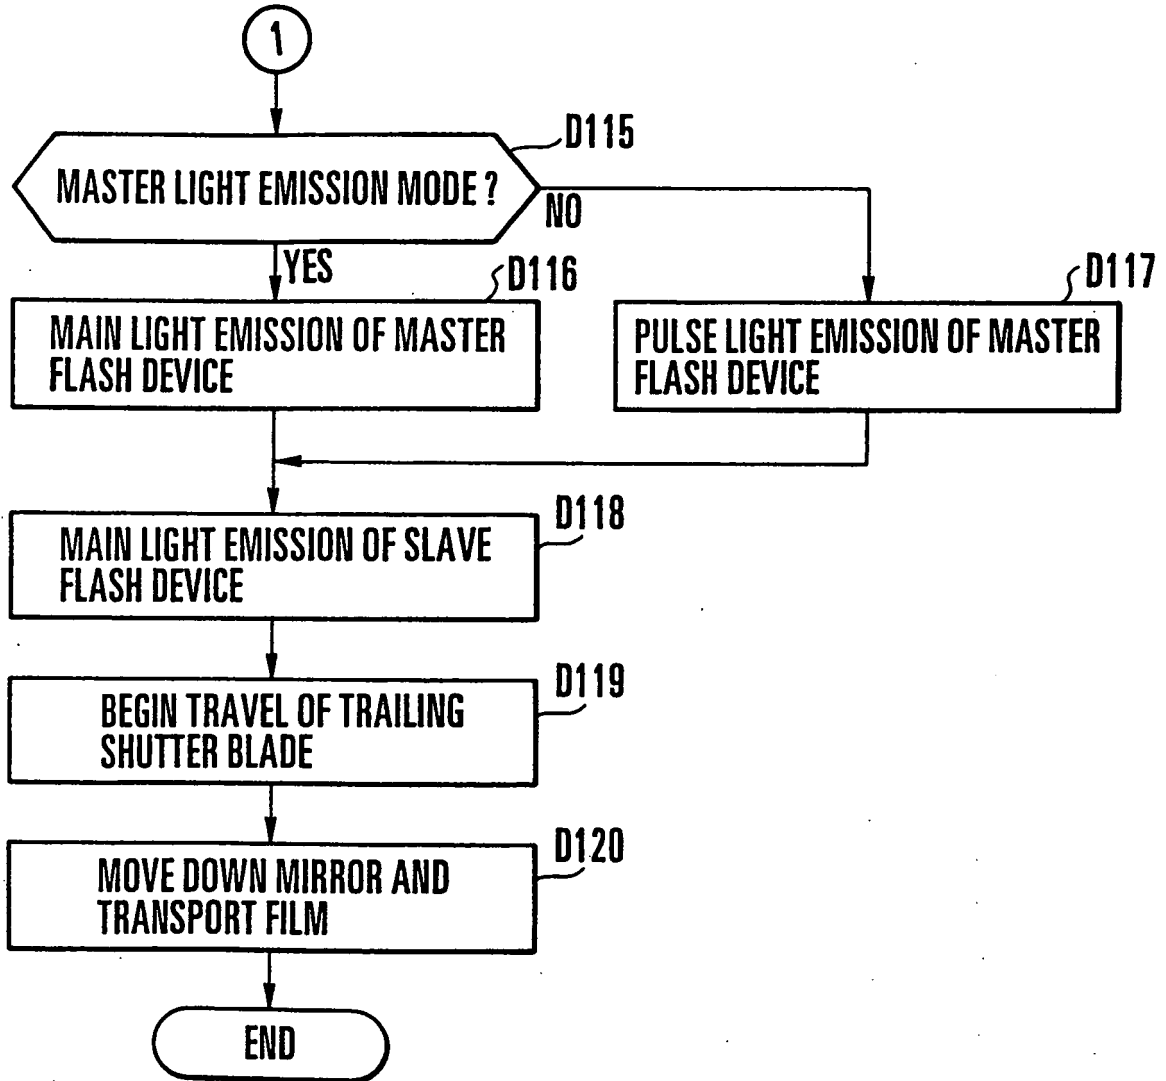 1
D115
MASTER LIGHT EMISSION MODE ?
NO
YES
D116
MAIN LIGHT EMISSION OF MASTER
FLASH DEVICE
D117
PULSE LIGHT EMISSION OF MASTER
FLASH DEVICE
D118
MAIN LIGHT EMISSION OF SLAVE
FLASH DEVICE
D119
BEGIN TRAVEL OF TRAILING
SHUTTER BLADE
D120
MOVE DOWN MIRROR AND
TRANSPORT FILM
END